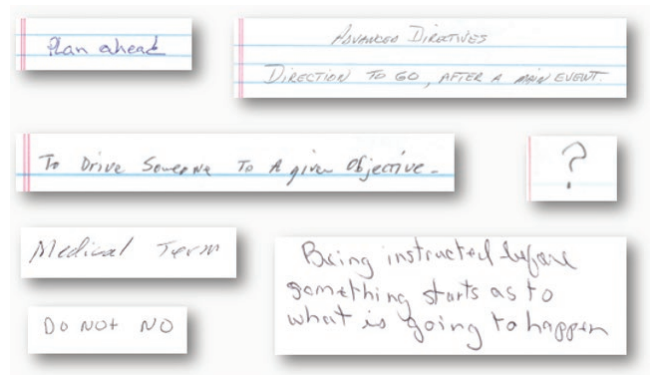 Plan ahead
ADVANCED DIRECTIVES
DIRECTION TO GO, AFTER A MAIN EVENT.
To Drive Someone To A given Objective.
?
Medical Term
Being instructed before
something starts as to
what is going to happen
Do Not NO